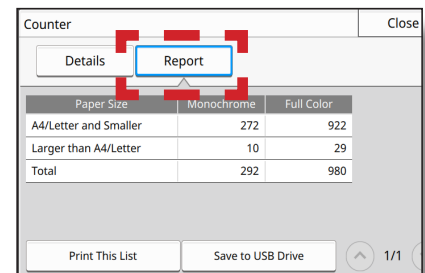 Counter Close
Details Report
Paper Size Monochrome Full Color
A4/Letter and Smaller 272 922
Larger than A4/Letter 10 29
Total 292 980
Print This List Save to USB Drive 1/1